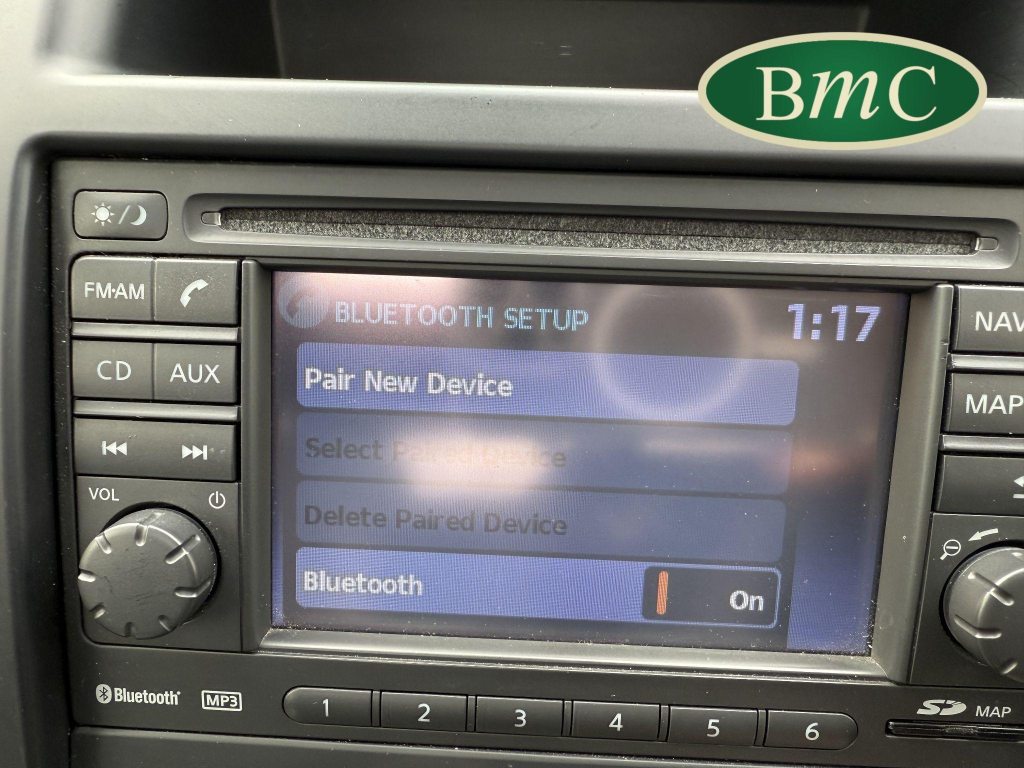 BmC
FM·AM
CD
AUX
VOL
BLUETOOTH SETUP
1:17
Pair New Device
Select Paired Device
Delete Paired Device
Bluetooth
On
NAV
MAP
Bluetooth
MP3
1
2
3
4
5
6
SD
MAP